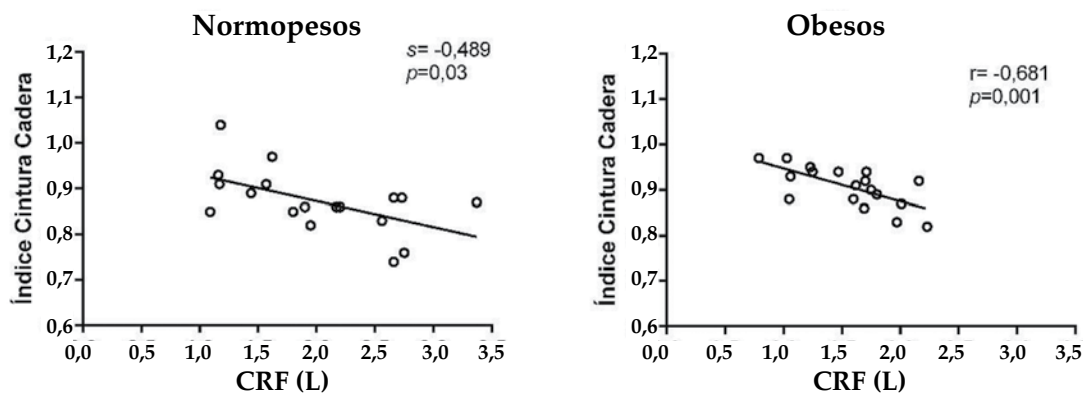 Normopesos
s= -0,489
p=0,03
Índice Cintura Cadera
1,2
1,1
1,0
0,9
0,8
0,7
0,6
0,0 0,5 1,0 1,5 2,0 2,5 3,0 3,5
CRF (L)
Obesos
r= -0,681
p=0,001
Índice Cintura Cadera
1,2
1,1
1,0
0,9
0,8
0,7
0,6
0,0 0,5 1,0 1,5 2,0 2,5 3,0 3,5
CRF (L)